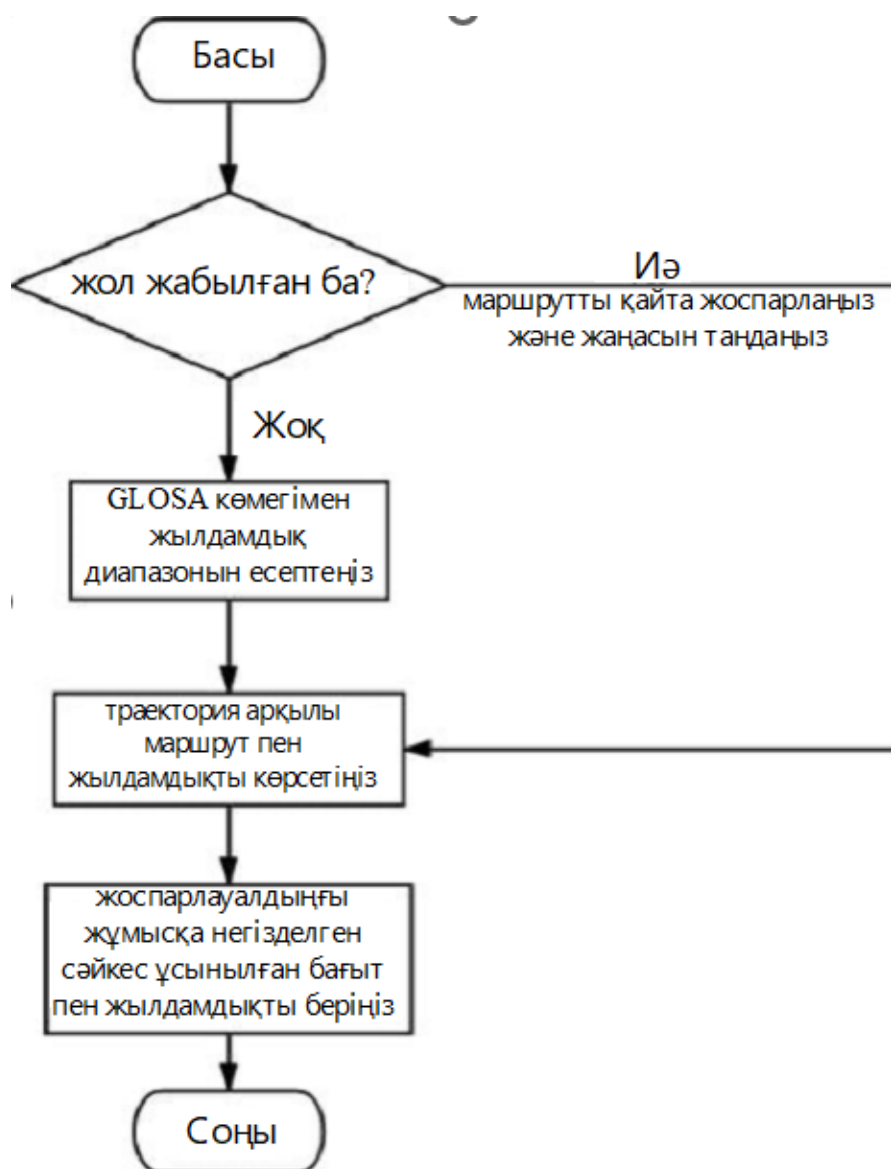 Басы
жол жабылған ба?
Иә
маршрутты қайта жоспарлаңыз
және жаңасын таңдаңыз
Жоқ
GLOSA көмегімен
жылдамдық
диапазонын есептеңіз
траектория арқылы
маршрут пен
жылдамдықты көрсетіңіз
жоспарлауалдыңғы
жұмысқа негізделген
сәйкес ұсынылған бағыт
пен жылдамдықты беріңіз
Соңы